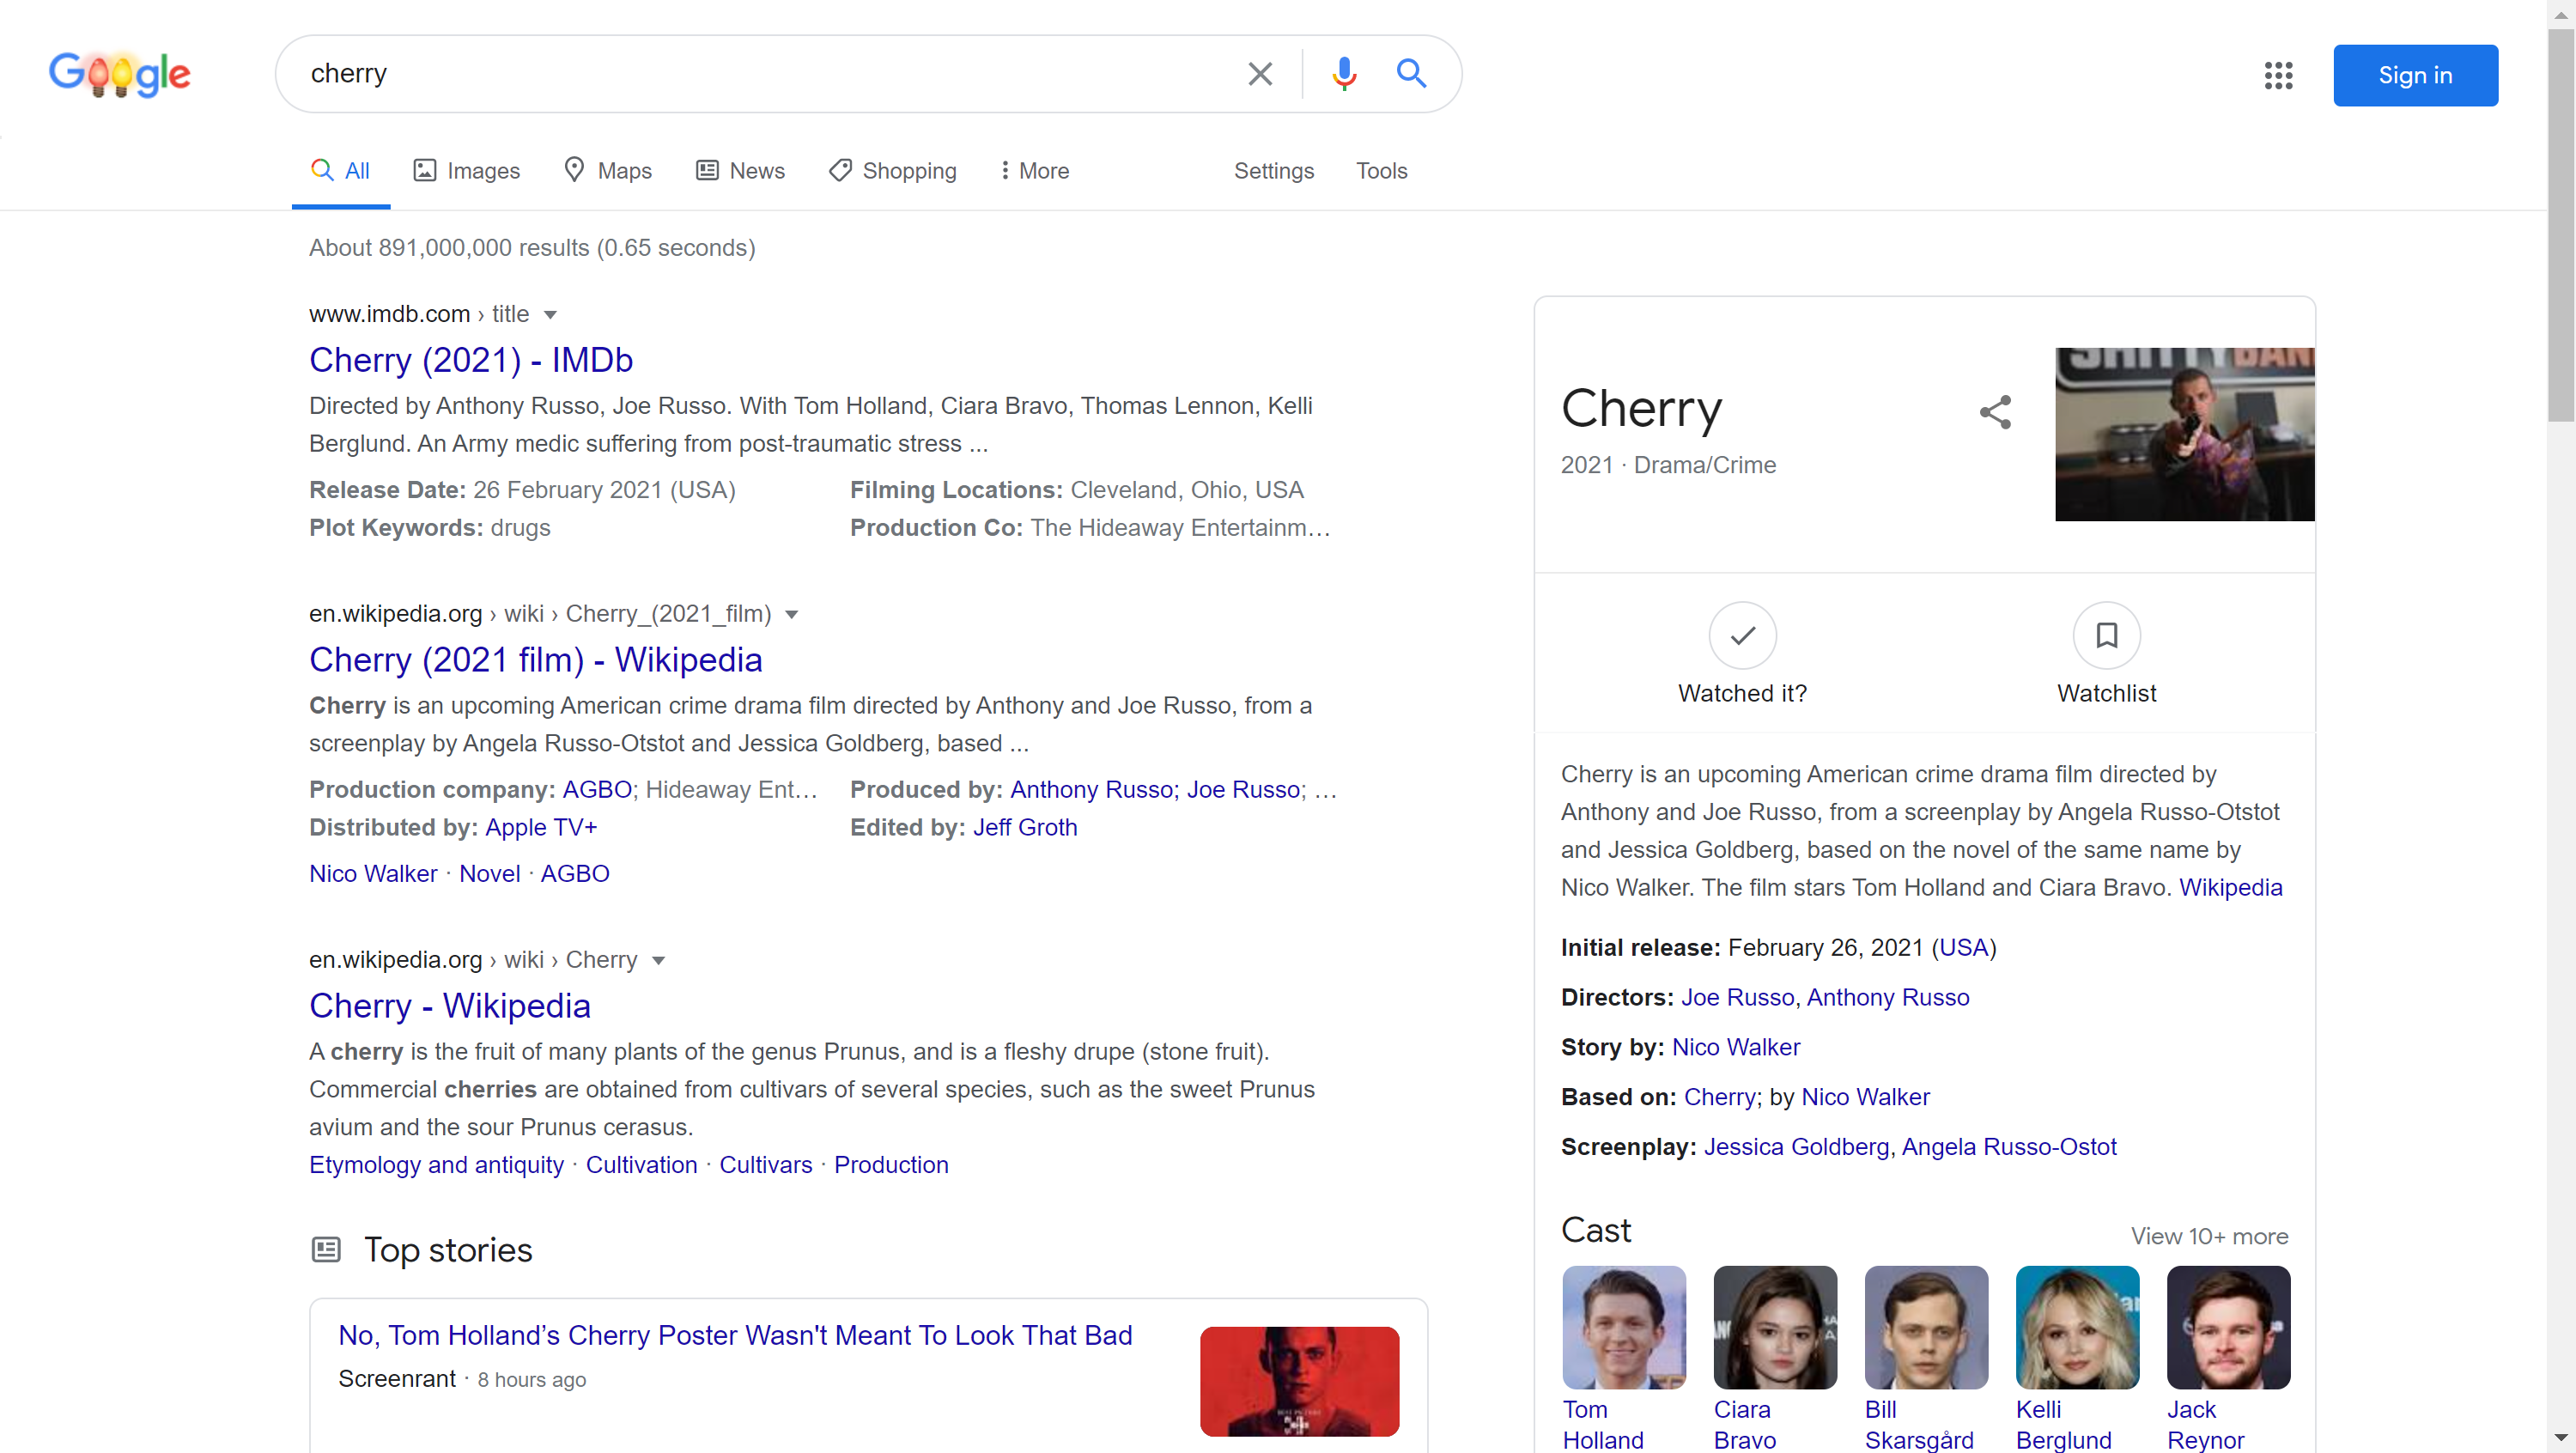 Google
cherry
Sign in
All
Images
Maps
News
Shopping
More
Settings
Tools
About 891,000,000 results (0.65 seconds)
www.imdb.com › title
Cherry (2021) - IMDb
Directed by Anthony Russo, Joe Russo. With Tom Holland, Ciara Bravo, Thomas Lennon, Kelli
Berglund. An Army medic suffering from post-traumatic stress ...
Release Date: 26 February 2021 (USA)
Filming Locations: Cleveland, Ohio, USA
Plot Keywords: drugs
Production Co: The Hideaway Entertainm…
en.wikipedia.org › wiki › Cherry_(2021_film)
Cherry (2021 film) - Wikipedia
Cherry is an upcoming American crime drama film directed by Anthony and Joe Russo, from a
screenplay by Angela Russo-Otstot and Jessica Goldberg, based ...
Production company: AGBO; Hideaway Ent…
Produced by: Anthony Russo; Joe Russo; …
Distributed by: Apple TV+
Edited by: Jeff Groth
Nico Walker · Novel · AGBO
en.wikipedia.org › wiki › Cherry
Cherry - Wikipedia
A cherry is the fruit of many plants of the genus Prunus, and is a fleshy drupe (stone fruit).
Commercial cherries are obtained from cultivars of several species, such as the sweet Prunus
avium and the sour Prunus cerasus.
Etymology and antiquity · Cultivation · Cultivars · Production
Top stories
No, Tom Holland’s Cherry Poster Wasn't Meant To Look That Bad
Screenrant · 8 hours ago
Cherry
2021 · Drama/Crime
SHITTY BAN
Watched it?
Watchlist
Cherry is an upcoming American crime drama film directed by
Anthony and Joe Russo, from a screenplay by Angela Russo-Otstot
and Jessica Goldberg, based on the novel of the same name by
Nico Walker. The film stars Tom Holland and Ciara Bravo. Wikipedia
Initial release: February 26, 2021 (USA)
Directors: Joe Russo, Anthony Russo
Story by: Nico Walker
Based on: Cherry; by Nico Walker
Screenplay: Jessica Goldberg, Angela Russo-Ostot
Cast
View 10+ more
Tom
Holland
Ciara
Bravo
Bill
Skarsgård
Kelli
Berglund
Jack
Reynor